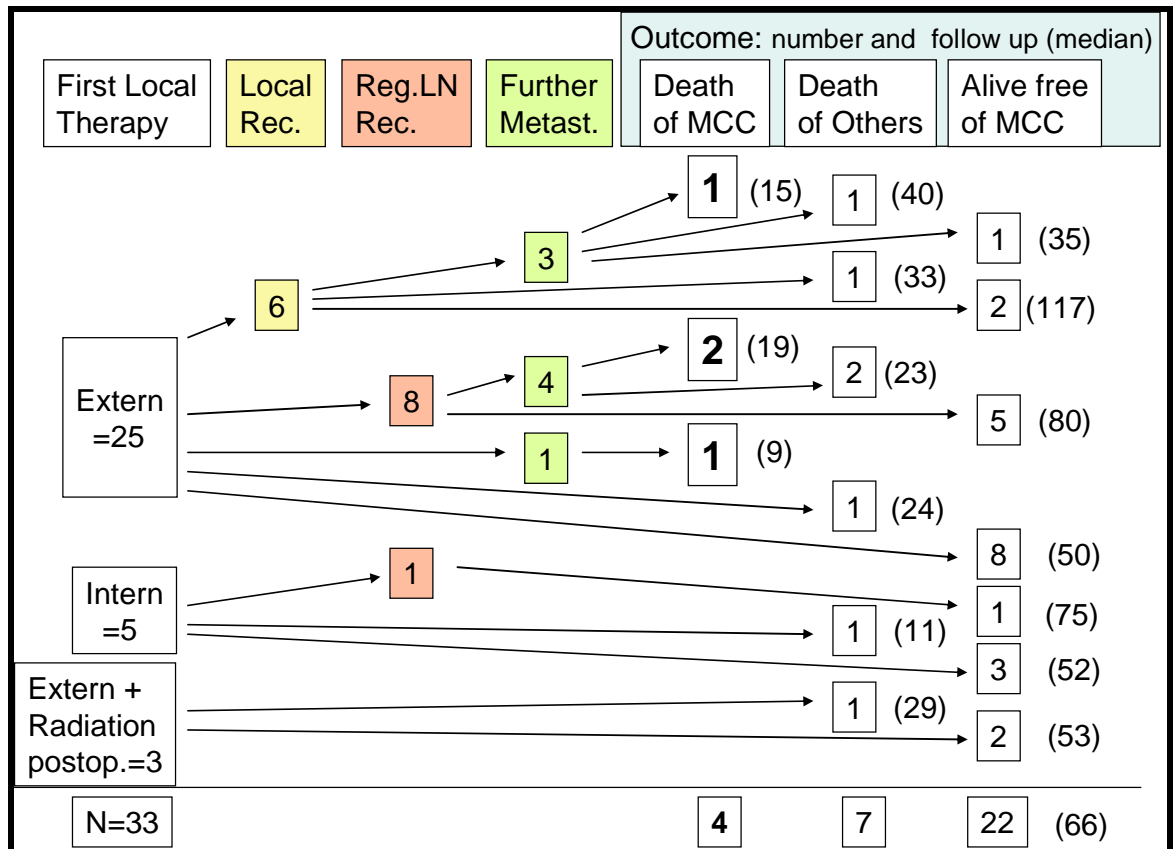 Outcome: number and follow up (median)
First Local
Therapy
Local
Rec.
Reg.LN
Rec.
Further
Metast.
Death
of MCC
Death
of Others
Alive free
of MCC
1 (15)
1 (40)
3
1 (35)
6
1 (33)
2 (117)
Extern
=25
2 (19)
4
2 (23)
8
5 (80)
1
1 (9)
1 (24)
8 (50)
Intern
=5
1
1 (75)
1 (11)
3 (52)
Extern +
Radiation
postop.=3
1 (29)
2 (53)
N=33
4
7
22 (66)